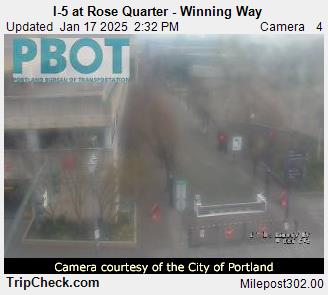 I-5 at Rose Quarter - Winning Way
Updated Jan 17 2025 2:32 PM Camera 4
PBOT
PORTLAND BUREAU OF TRANSPORTATION
Camera courtesy of the City of Portland
TripCheck.com Milepost302.00